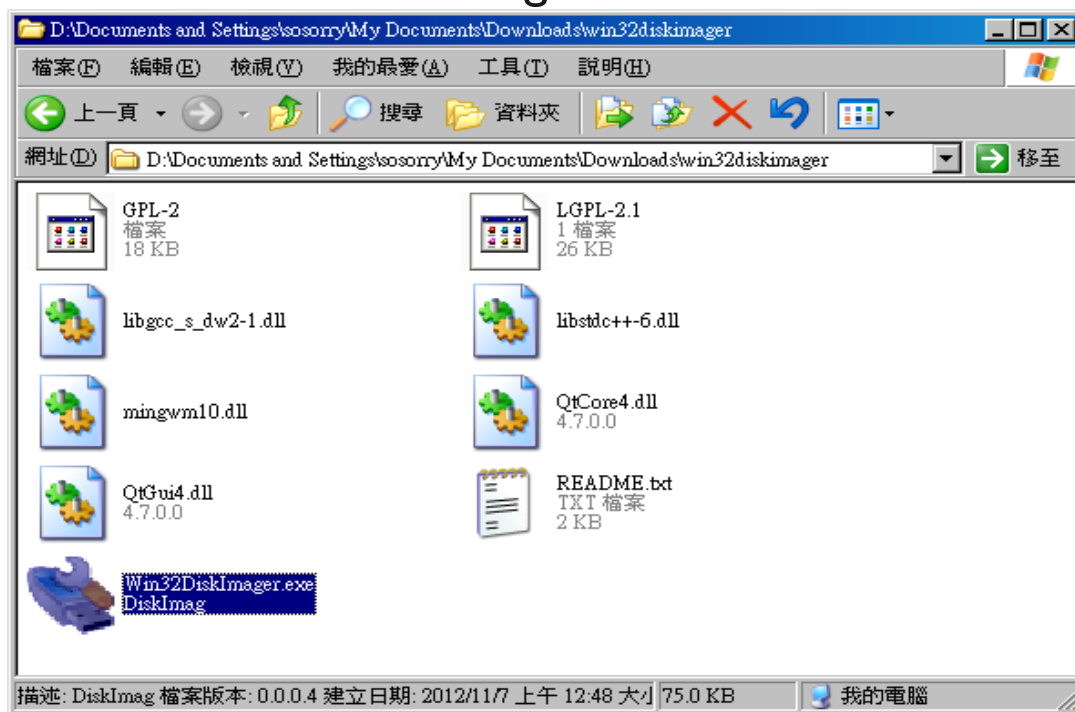 D:\Documents and Settings\sosorry\My Documents\Downloads\win32diskimager
檔案(F) 編輯(E) 檢視(V) 我的最愛(A) 工具(T) 說明(H)
上一頁 搜尋 資料夾
網址(D) D:\Documents and Settings\sosorry\My Documents\Downloads\win32diskimager 移至
GPL-2
檔案
18 KB
LGPL-2.1
1 檔案
26 KB
libgcc_s_dw2-1.dll
libstdc++-6.dll
mingwm10.dll
QtCore4.dll
4.7.0.0
QtGui4.dll
4.7.0.0
README.txt
TXT 檔案
2 KB
Win32DiskImager.exe
DiskImag
描述: DiskImag 檔案版本: 0.0.0.4 建立日期: 2012/11/7 上午 12:48 75.0 KB 我的電腦